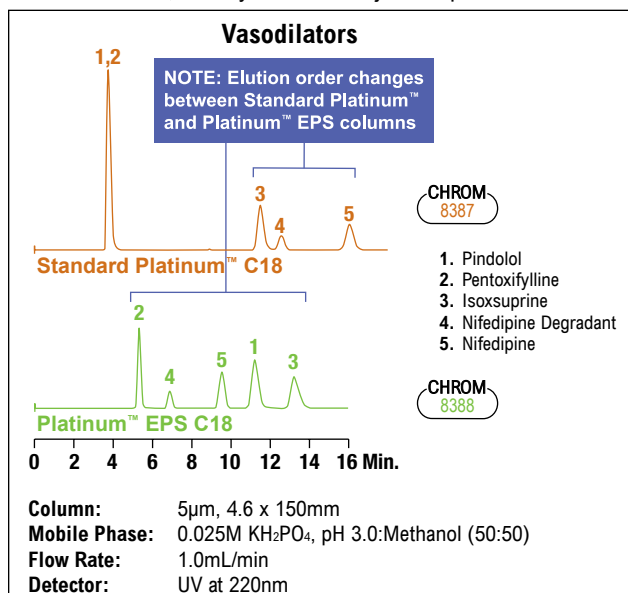 Vasodilators
1,2
NOTE: Elution order changes
between Standard Platinum™
and Platinum™ EPS columns
3
4
5
CHROM
8387
Standard Platinum™ C18
1. Pindolol
2. Pentoxifylline
3. Isoxsuprine
4. Nifedipine Degradant
5. Nifedipine
2
4
5
1
3
CHROM
8388
Platinum™ EPS C18
0 2 4 6 8 10 12 14 16 Min.
Column: 5µm, 4.6 x 150mm
Mobile Phase: 0.025M KH₂PO₄, pH 3.0:Methanol (50:50)
Flow Rate: 1.0mL/min
Detector: UV at 220nm